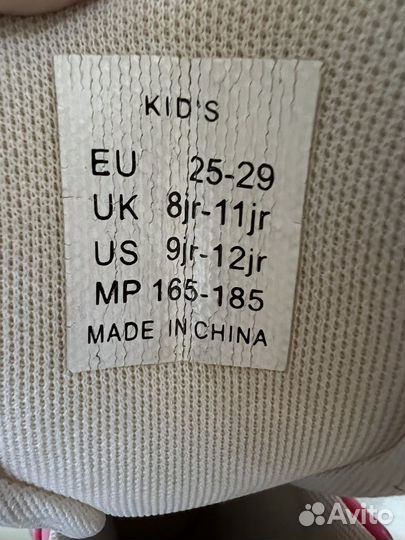 KID'S
EU 25-29
UK 8jr-11jr
US 9jr-12jr
MP 165-185
MADE IN CHINA
Avito